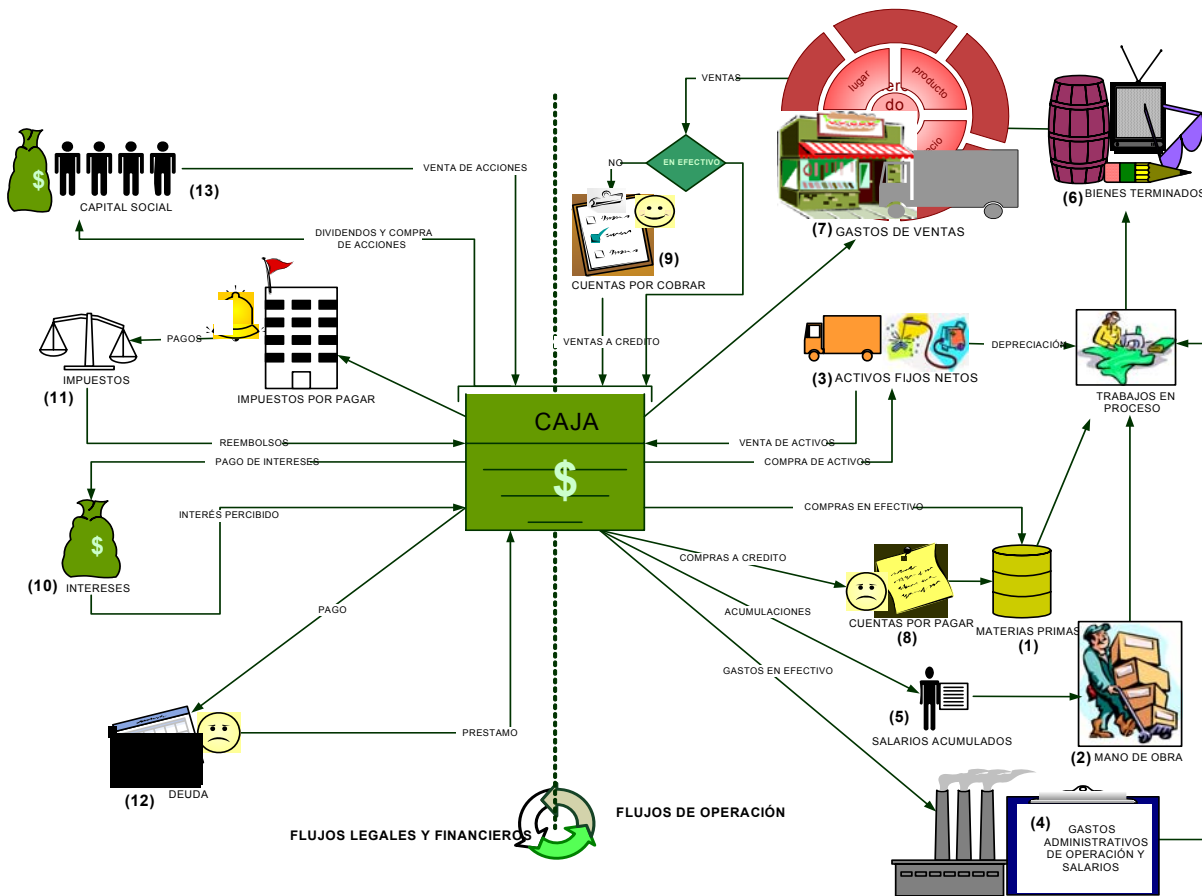 VENTAS
lugar
producto
do
EN EFECTIVO
NO
$
(13)
CAPITAL SOCIAL
VENTA DE ACCIONES
(6) BIENES TERMINADOS
(7) GASTOS DE VENTAS
DIVIDENDOS Y COMPRA
DE ACCIONES
(9)
CUENTAS POR COBRAR
PAGOS
VENTAS A CREDITO
DEPRECIACIÓN
IMPUESTOS
(11)
IMPUESTOS POR PAGAR
(3) ACTIVOS FIJOS NETOS
TRABAJOS EN
PROCESO
CAJA
$
REEMBOLSOS
VENTA DE ACTIVOS
PAGO DE INTERESES
COMPRA DE ACTIVOS
INTERÉS PERCIBIDO
COMPRAS EN EFECTIVO
$
(10) INTERESES
COMPRAS A CREDITO
PAGO
ACUMULACIONES
CUENTAS POR PAGAR
(8)
MATERIAS PRIMAS
(1)
GASTOS EN EFECTIVO
(5)
SALARIOS ACUMULADOS
(2) MANO DE OBRA
PRESTAMO
(12) DEUDA
FLUJOS LEGALES Y FINANCIEROS
FLUJOS DE OPERACIÓN
(4)
GASTOS
ADMINISTRATIVOS
DE OPERACIÓN Y
SALARIOS